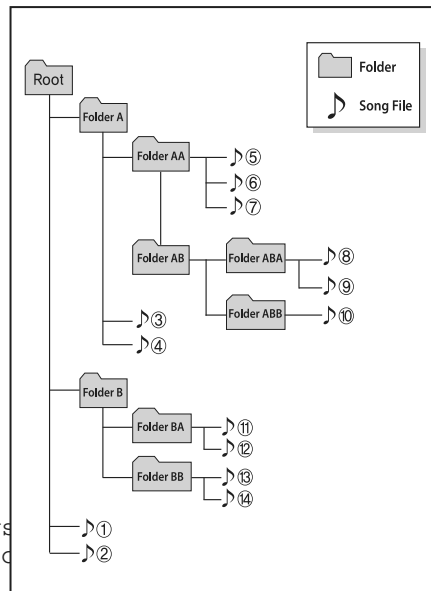 Root
Folder
Song File
Folder A
Folder AA
⑤
⑥
⑦
Folder AB
Folder ABA
⑧
⑨
Folder ABB
⑩
③
④
Folder B
Folder BA
⑪
⑫
Folder BB
⑬
⑭
①
②